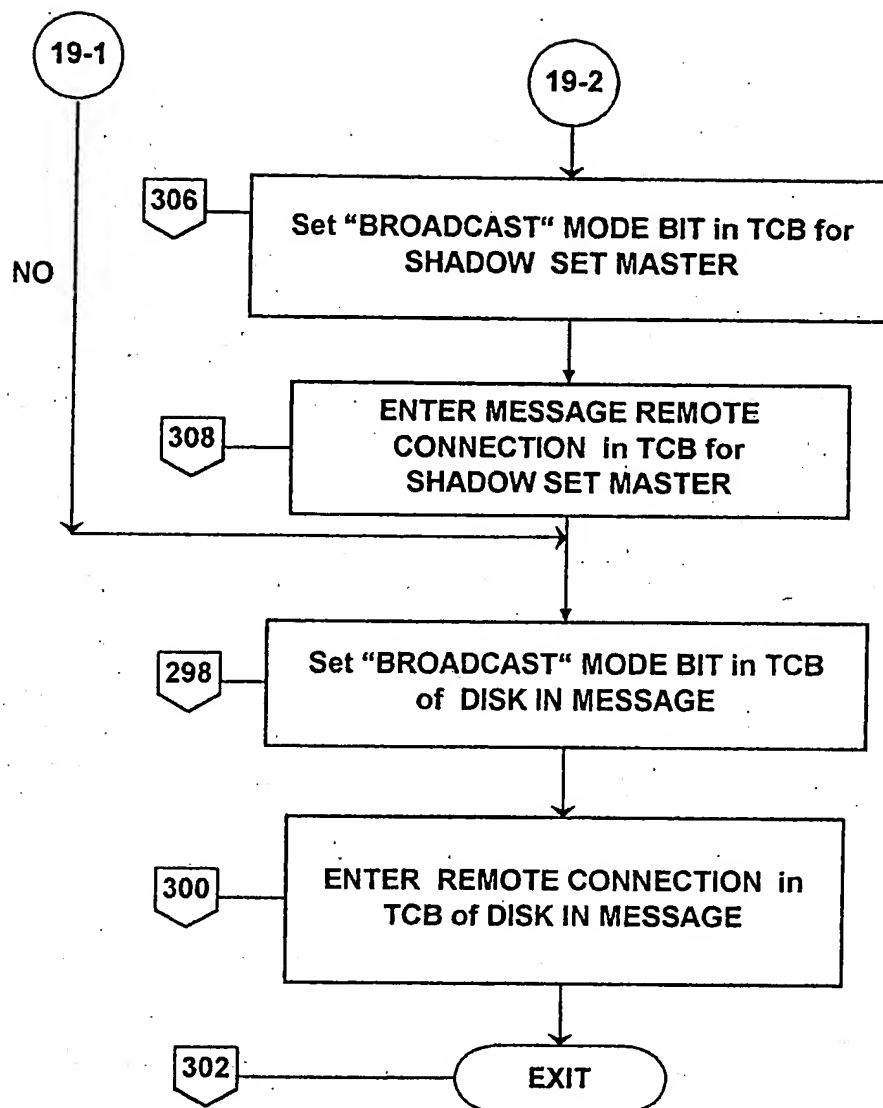 19-1
19-2
306
Set “BROADCAST“ MODE BIT in TCB for
SHADOW SET MASTER
NO
308
ENTER MESSAGE REMOTE
CONNECTION in TCB for
SHADOW SET MASTER
298
Set “BROADCAST“ MODE BIT in TCB
of DISK IN MESSAGE
300
ENTER REMOTE CONNECTION in
TCB of DISK IN MESSAGE
302
EXIT